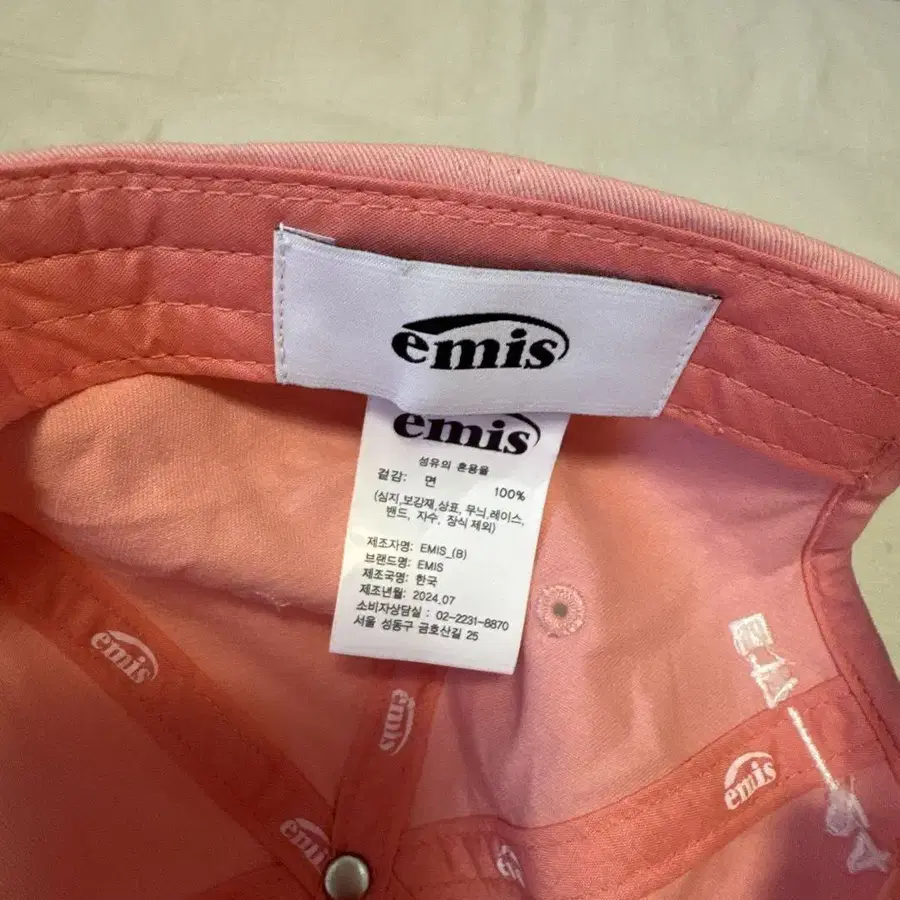 emis
emis
섬유의 혼용율
겉감: 면 100%
(심지,보강재,상표, 무늬,레이스,
밴드, 자수, 장식 제외)
제조자명: EMIS_(B)
브랜드명: EMIS
제조국명: 한국
제조년월: 2024.07
소비자상담실 : 02-2231-8870
서울 성동구 금호산길 25
emis
emis
emis
emis